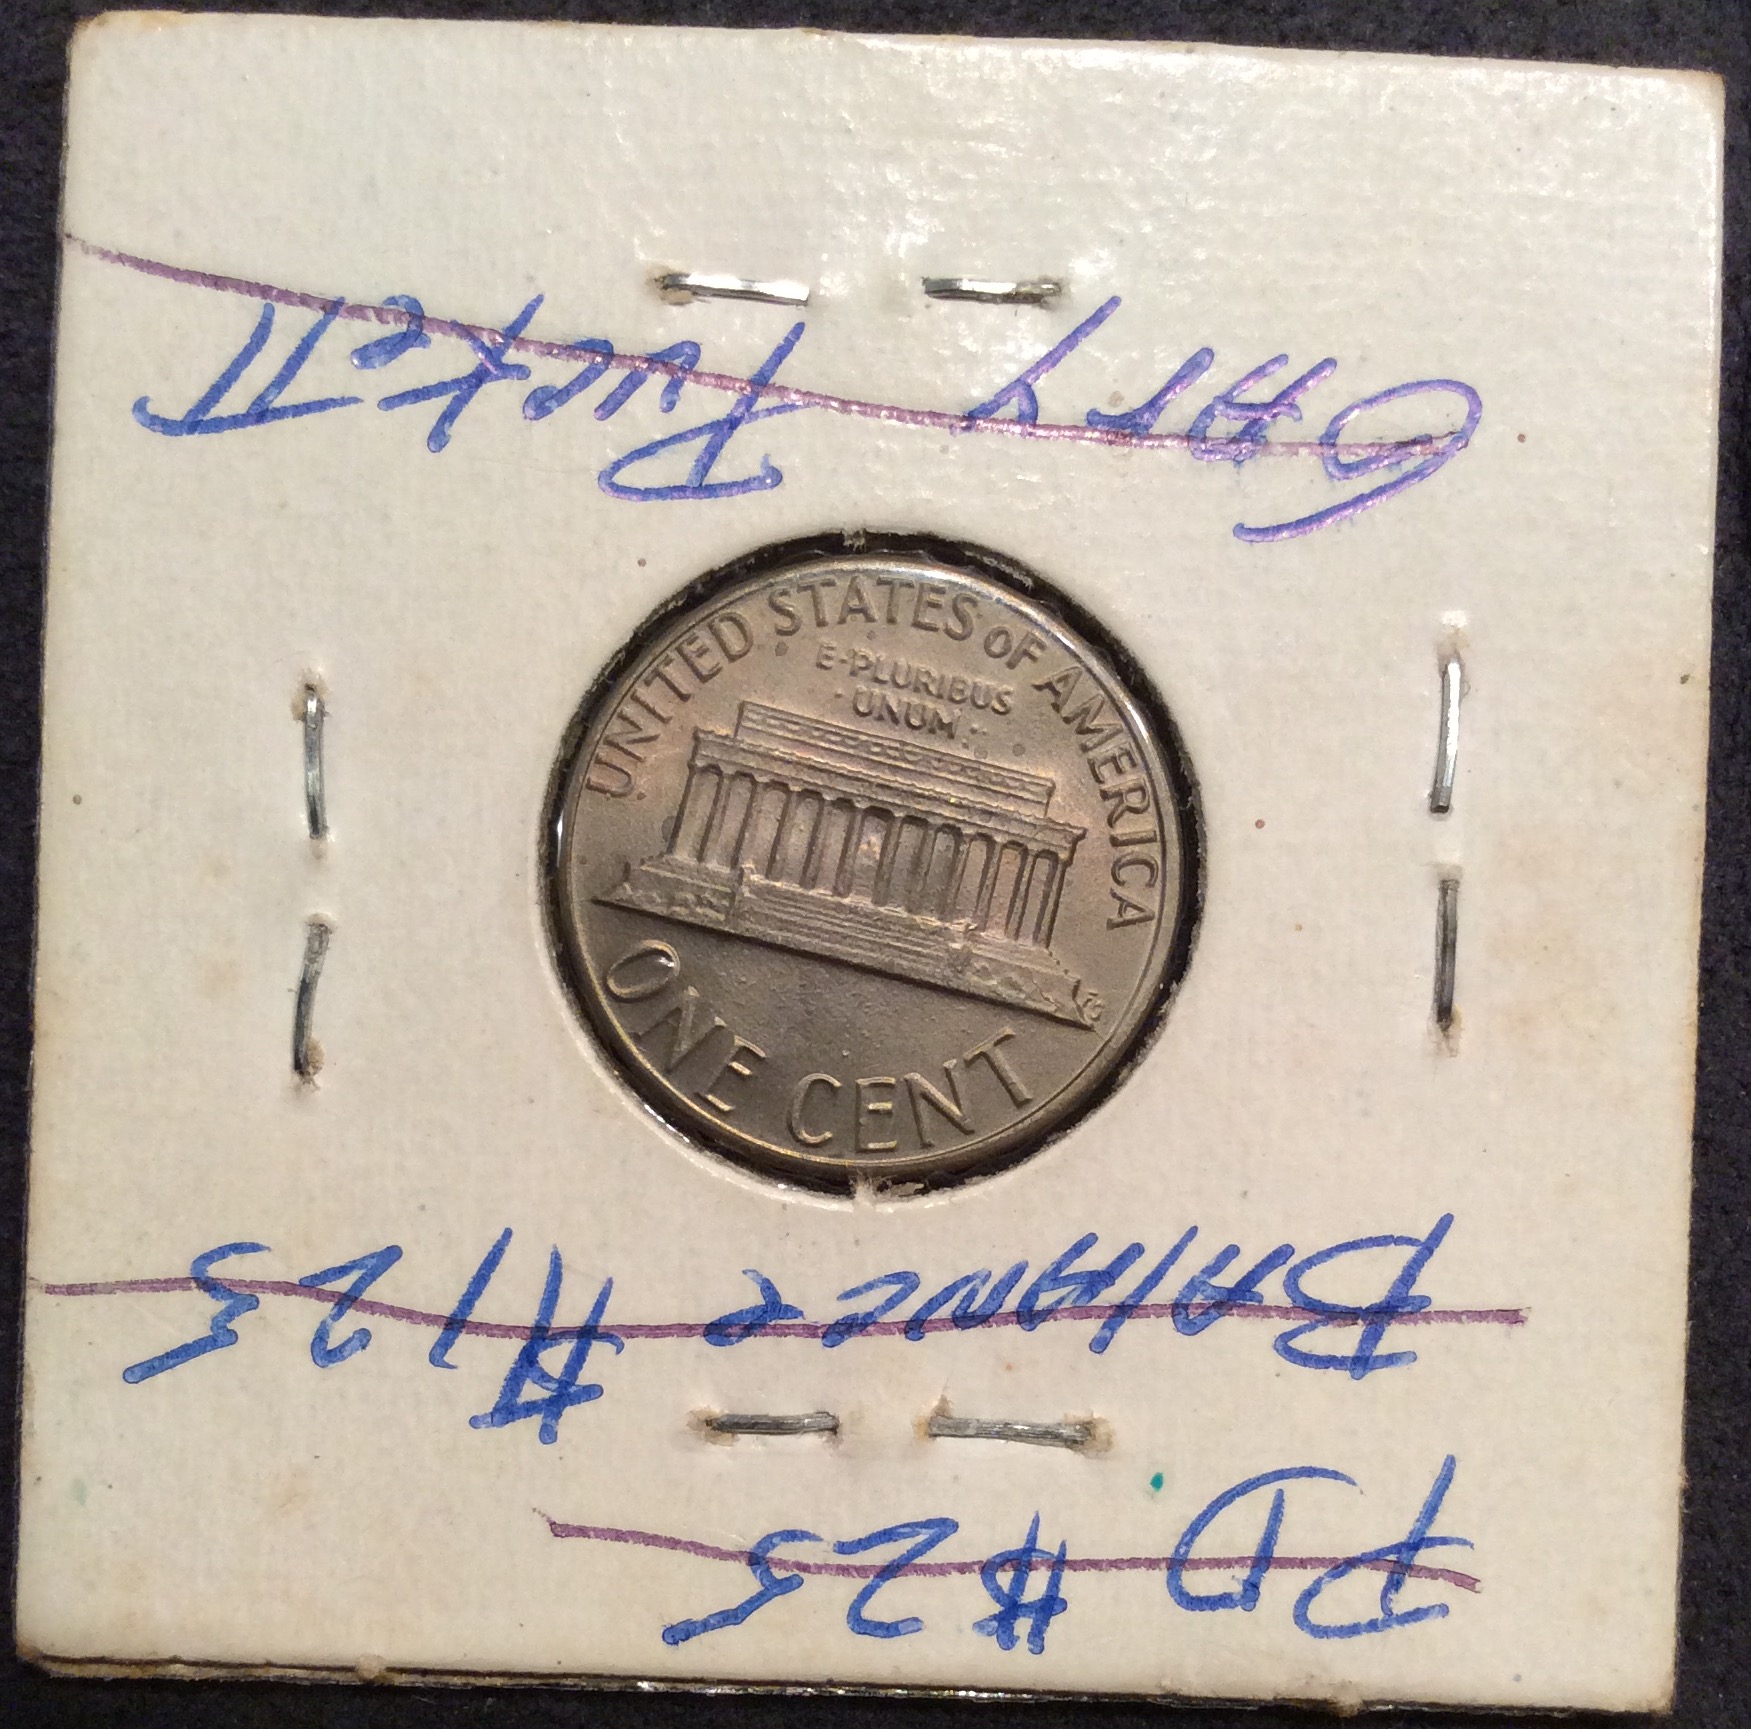 GARY PuckeTT
UNITED STATES OF AMERICA
E·PLURIBUS
·UNUM·
ONE CENT
BAlANce $125
PD $25